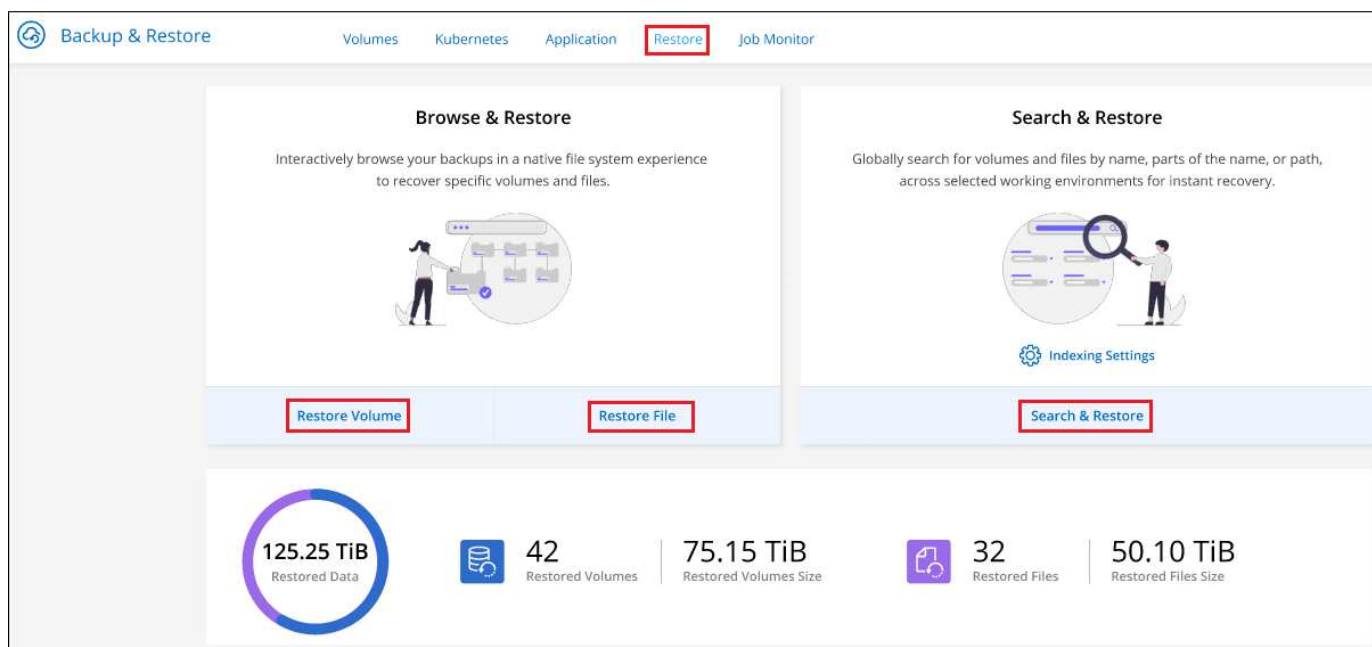 Backup & Restore
Volumes Kubernetes Application Restore Job Monitor
Browse & Restore
Interactively browse your backups in a native file system experience
to recover specific volumes and files.
Restore Volume Restore File
Search & Restore
Globally search for volumes and files by name, parts of the name, or path,
across selected working environments for instant recovery.
Indexing Settings
Search & Restore
125.25 TiB
Restored Data
42
Restored Volumes
75.15 TiB
Restored Volumes Size
32
Restored Files
50.10 TiB
Restored Files Size